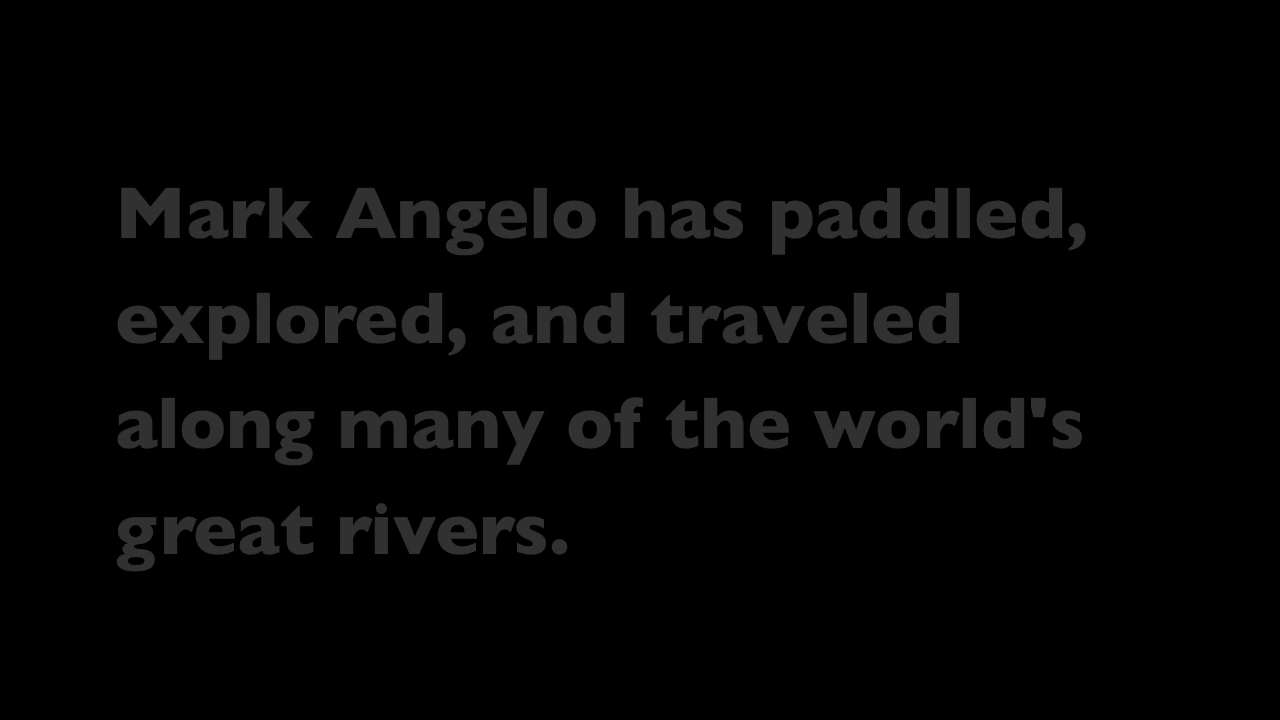 Mark Angelo has paddled,
explored, and traveled
along many of the world's
great rivers.